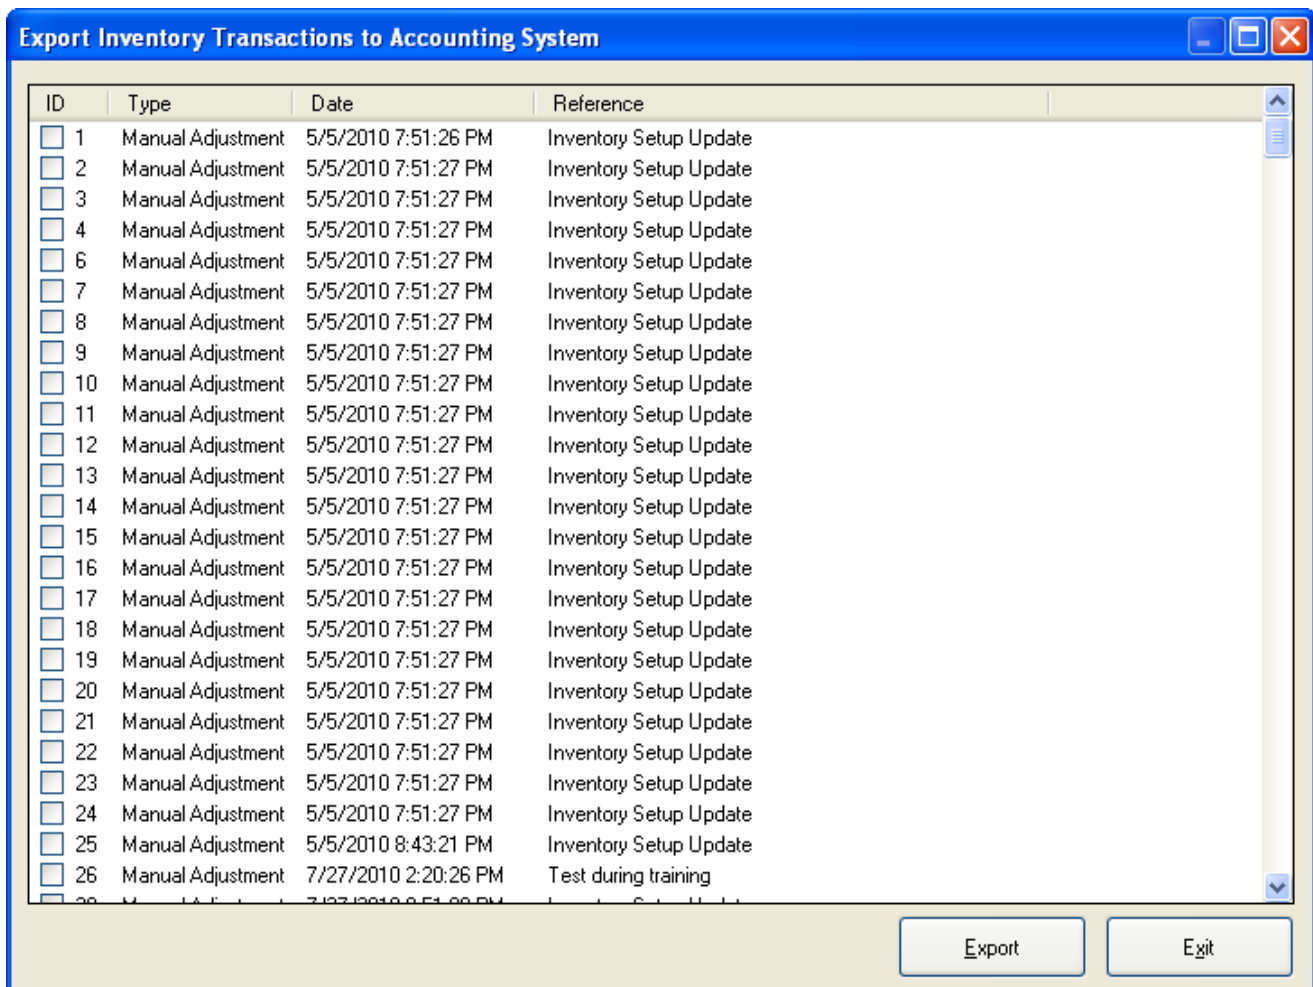 Export Inventory Transactions to Accounting System
ID Type Date Reference
1 Manual Adjustment 5/5/2010 7:51:26 PM Inventory Setup Update
2 Manual Adjustment 5/5/2010 7:51:27 PM Inventory Setup Update
3 Manual Adjustment 5/5/2010 7:51:27 PM Inventory Setup Update
4 Manual Adjustment 5/5/2010 7:51:27 PM Inventory Setup Update
6 Manual Adjustment 5/5/2010 7:51:27 PM Inventory Setup Update
7 Manual Adjustment 5/5/2010 7:51:27 PM Inventory Setup Update
8 Manual Adjustment 5/5/2010 7:51:27 PM Inventory Setup Update
9 Manual Adjustment 5/5/2010 7:51:27 PM Inventory Setup Update
10 Manual Adjustment 5/5/2010 7:51:27 PM Inventory Setup Update
11 Manual Adjustment 5/5/2010 7:51:27 PM Inventory Setup Update
12 Manual Adjustment 5/5/2010 7:51:27 PM Inventory Setup Update
13 Manual Adjustment 5/5/2010 7:51:27 PM Inventory Setup Update
14 Manual Adjustment 5/5/2010 7:51:27 PM Inventory Setup Update
15 Manual Adjustment 5/5/2010 7:51:27 PM Inventory Setup Update
16 Manual Adjustment 5/5/2010 7:51:27 PM Inventory Setup Update
17 Manual Adjustment 5/5/2010 7:51:27 PM Inventory Setup Update
18 Manual Adjustment 5/5/2010 7:51:27 PM Inventory Setup Update
19 Manual Adjustment 5/5/2010 7:51:27 PM Inventory Setup Update
20 Manual Adjustment 5/5/2010 7:51:27 PM Inventory Setup Update
21 Manual Adjustment 5/5/2010 7:51:27 PM Inventory Setup Update
22 Manual Adjustment 5/5/2010 7:51:27 PM Inventory Setup Update
23 Manual Adjustment 5/5/2010 7:51:27 PM Inventory Setup Update
24 Manual Adjustment 5/5/2010 7:51:27 PM Inventory Setup Update
25 Manual Adjustment 5/5/2010 8:43:21 PM Inventory Setup Update
26 Manual Adjustment 7/27/2010 2:20:26 PM Test during training
Export Exit